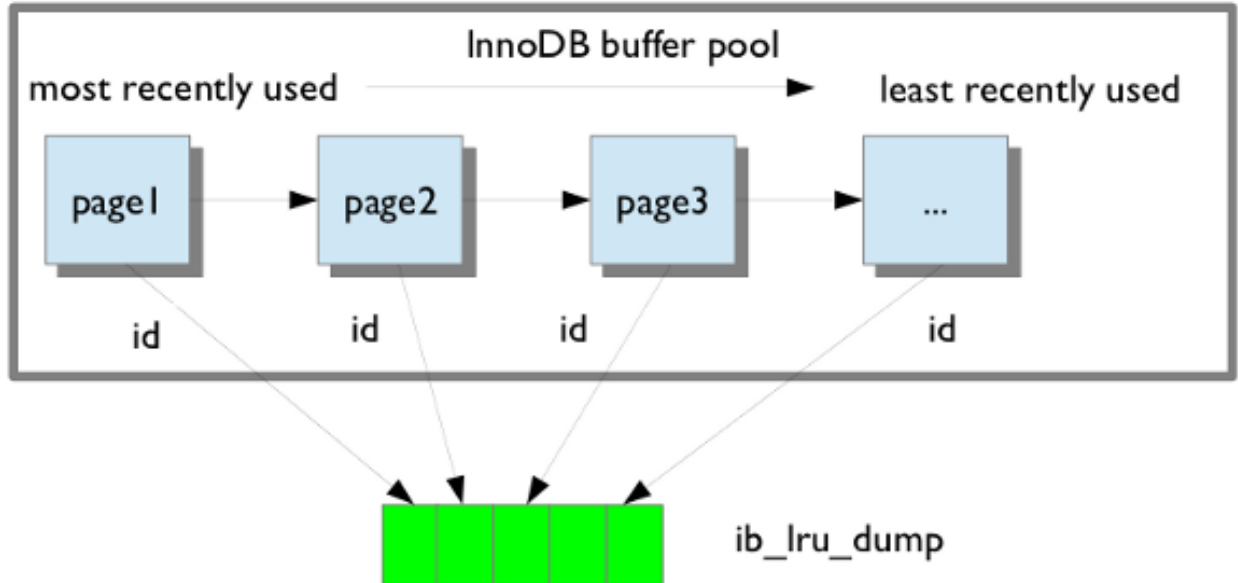 InnoDB buffer pool
most recently used least recently used
page1 page2 page3 ...
id id id id
ib_lru_dump